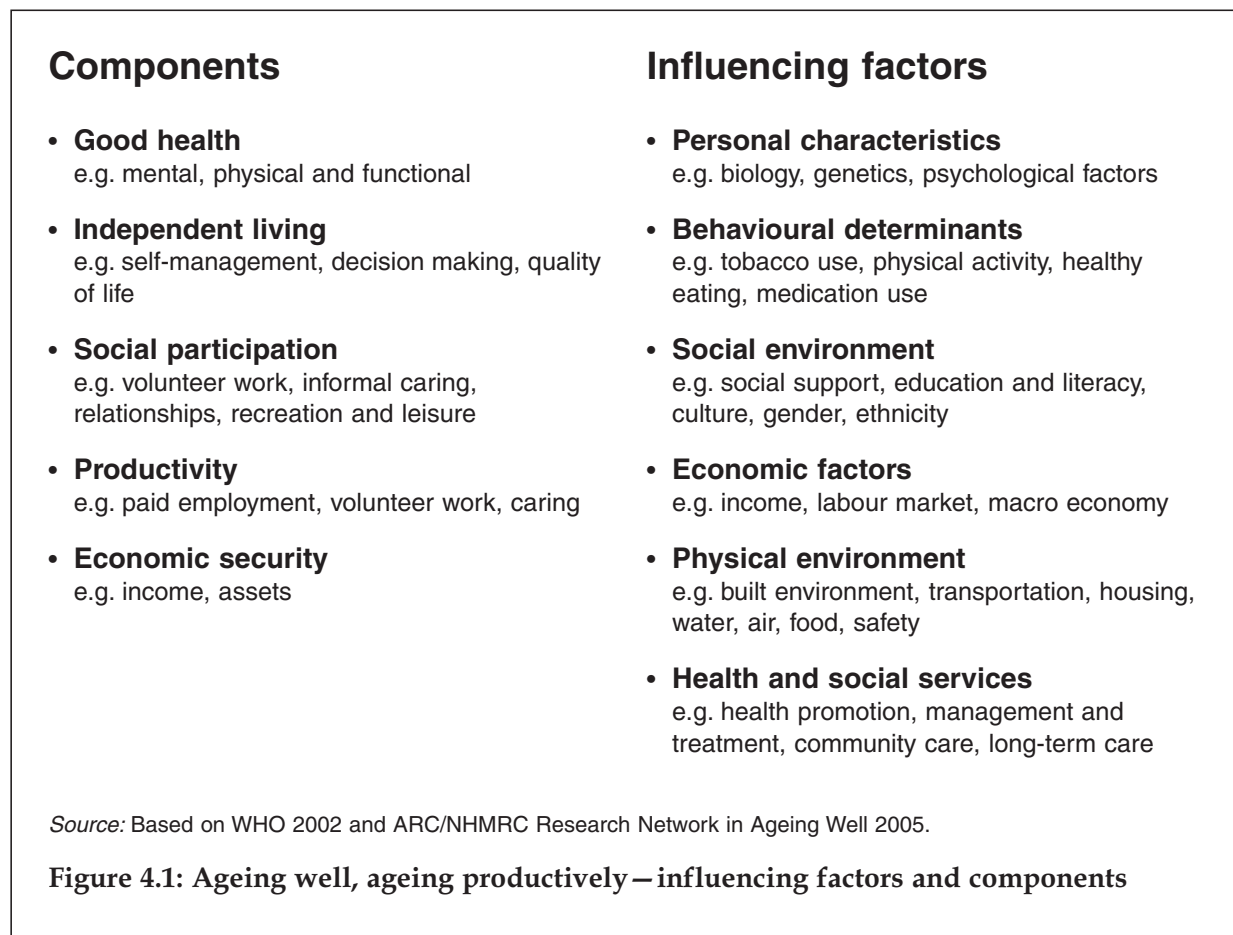 Components
• Good health
e.g. mental, physical and functional
• Independent living
e.g. self-management, decision making, quality
of life
• Social participation
e.g. volunteer work, informal caring,
relationships, recreation and leisure
• Productivity
e.g. paid employment, volunteer work, caring
• Economic security
e.g. income, assets
Influencing factors
• Personal characteristics
e.g. biology, genetics, psychological factors
• Behavioural determinants
e.g. tobacco use, physical activity, healthy
eating, medication use
• Social environment
e.g. social support, education and literacy,
culture, gender, ethnicity
• Economic factors
e.g. income, labour market, macro economy
• Physical environment
e.g. built environment, transportation, housing,
water, air, food, safety
• Health and social services
e.g. health promotion, management and
treatment, community care, long-term care
Source: Based on WHO 2002 and ARC/NHMRC Research Network in Ageing Well 2005.
Figure 4.1: Ageing well, ageing productively—influencing factors and components